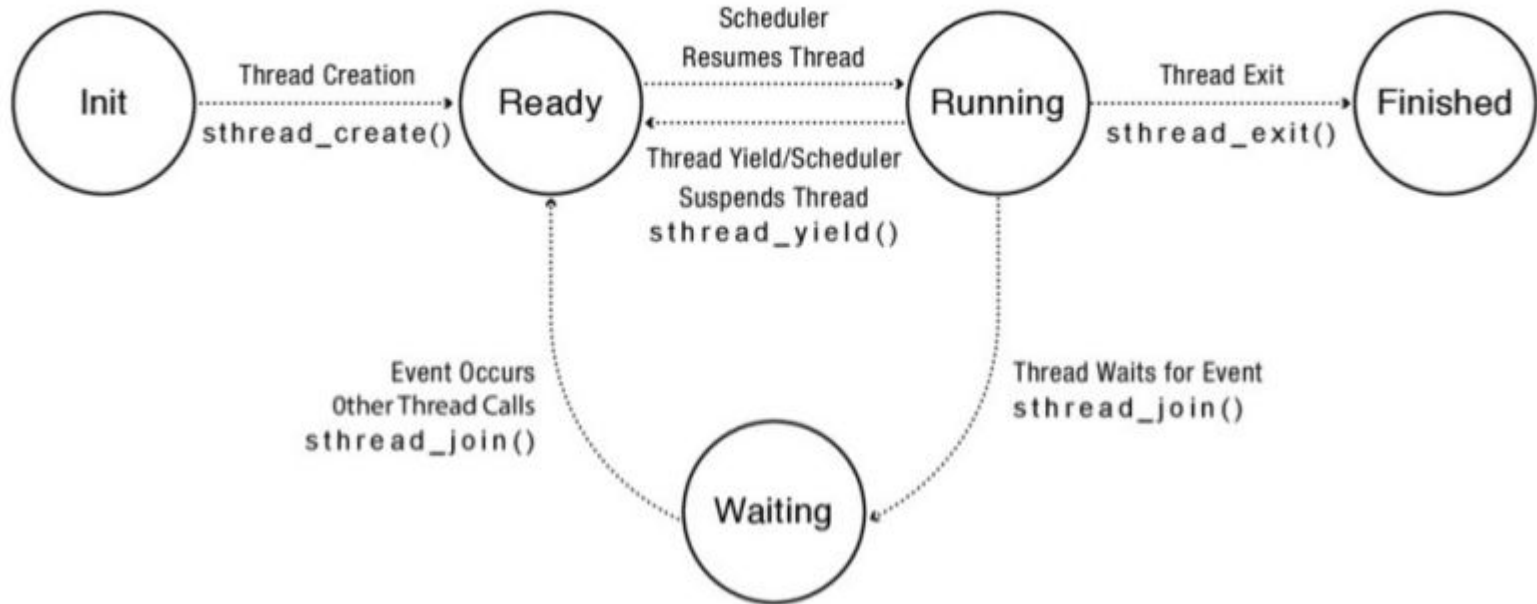 Init
Thread Creation
sthread_create()
Ready
Scheduler
Resumes Thread
Thread Yield/Scheduler
Suspends Thread
sthread_yield()
Running
Thread Exit
sthread_exit()
Finished
Event Occurs
Other Thread Calls
sthread_join()
Waiting
Thread Waits for Event
sthread_join()